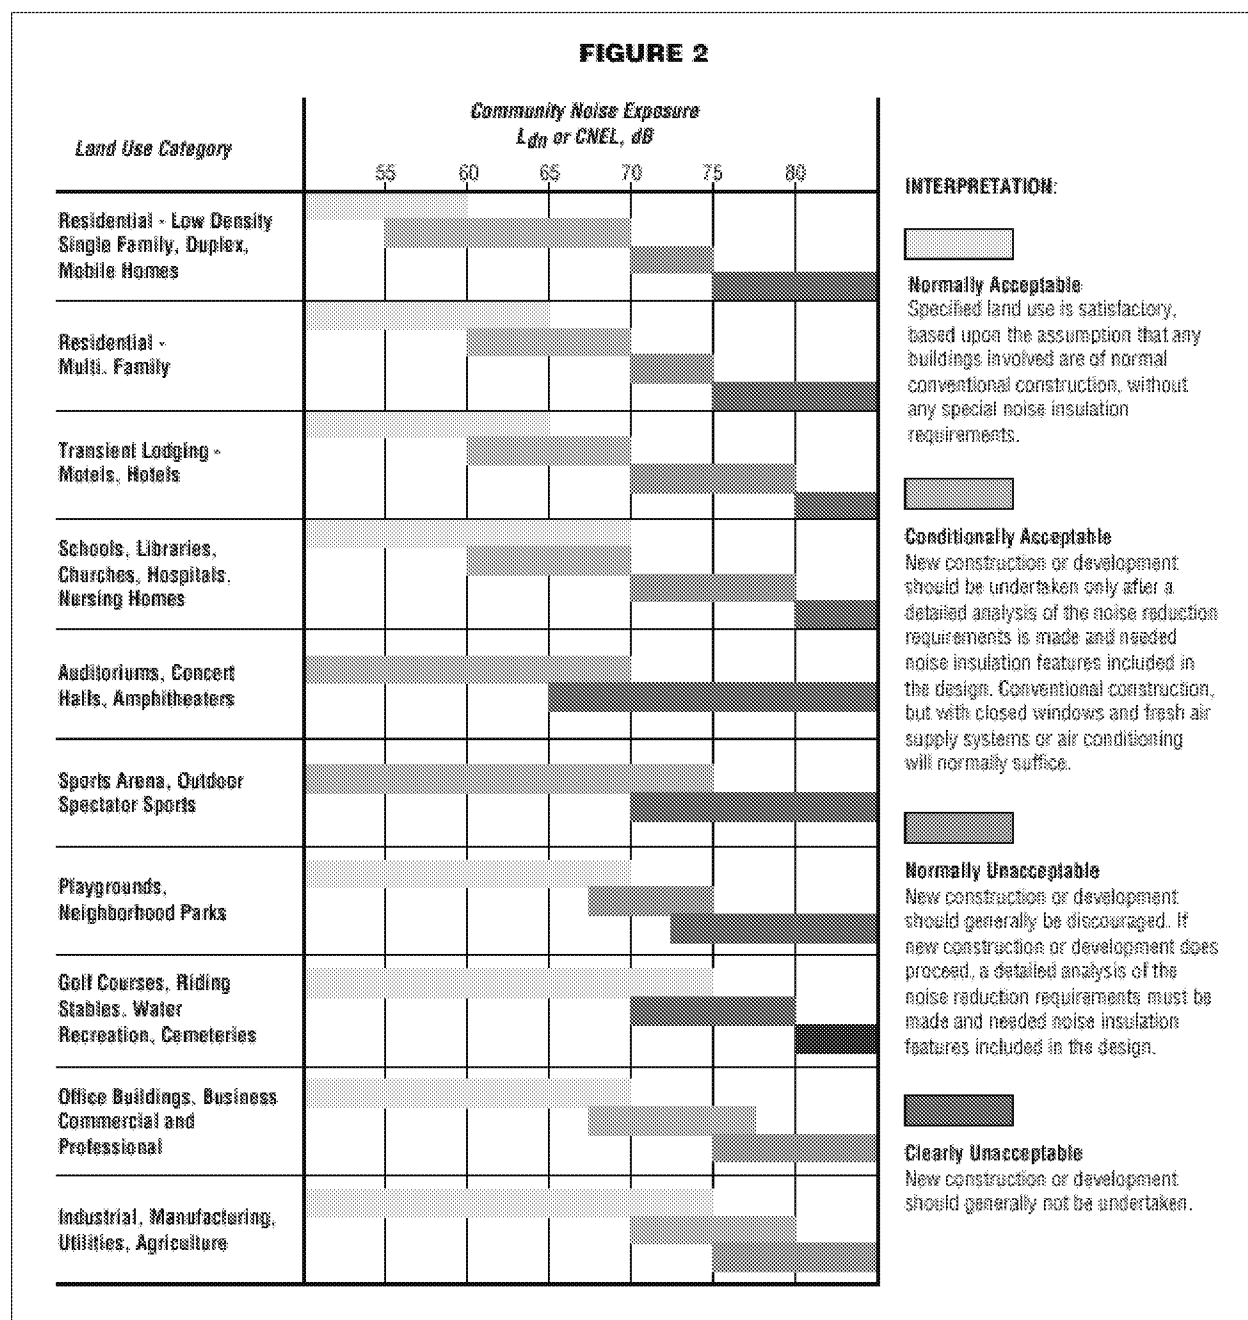 FIGURE 2
Community Noise Exposure
Ldn or CNEL, dB
Land Use Category
55 60 65 70 75 80
Residential - Low Density
Single Family, Duplex,
Mobile Homes
Residential -
Multi. Family
Transient Lodging -
Motels, Hotels
Schools, Libraries,
Churches, Hospitals,
Nursing Homes
Auditoriums, Concert
Halls, Amphitheaters
Sports Arena, Outdoor
Spectator Sports
Playgrounds,
Neighborhood Parks
Golf Courses, Riding
Stables, Water
Recreation, Cemeteries
Office Buildings, Business
Commercial and
Professional
Industrial, Manufacturing,
Utilities, Agriculture
INTERPRETATION:
Normally Acceptable
Specified land use is satisfactory,
based upon the assumption that any
buildings involved are of normal
conventional construction, without
any special noise insulation
requirements.
Conditionally Acceptable
New construction or development
should be undertaken only after a
detailed analysis of the noise reduction
requirements is made and needed
noise insulation features included in
the design. Conventional construction,
but with closed windows and fresh air
supply systems or air conditioning
will normally suffice.
Normally Unacceptable
New construction or development
should generally be discouraged. If
new construction or development does
proceed, a detailed analysis of the
noise reduction requirements must be
made and needed noise insulation
features included in the design.
Clearly Unacceptable
New construction or development
should generally not be undertaken.